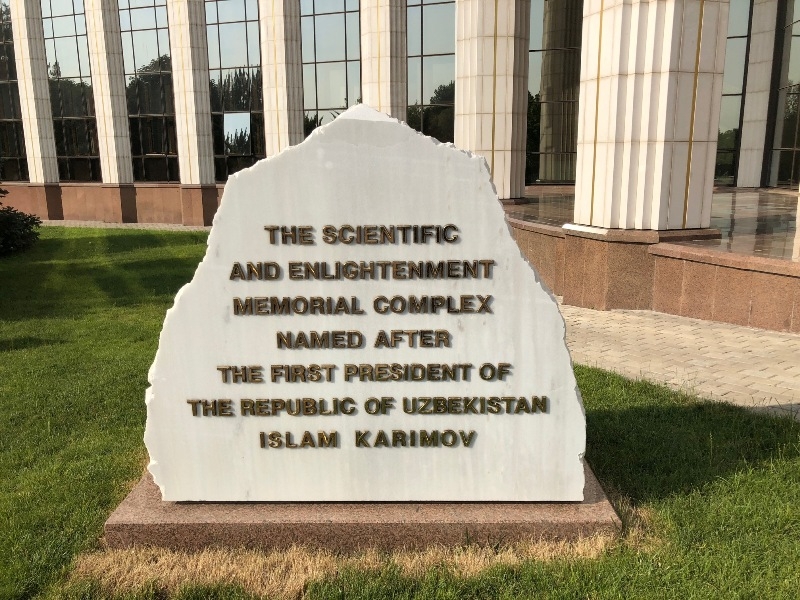 THE SCIENTIFIC
AND ENLIGHTENMENT
MEMORIAL COMPLEX
NAMED AFTER
THE FIRST PRESIDENT OF
THE REPUBLIC OF UZBEKISTAN
ISLAM KARIMOV